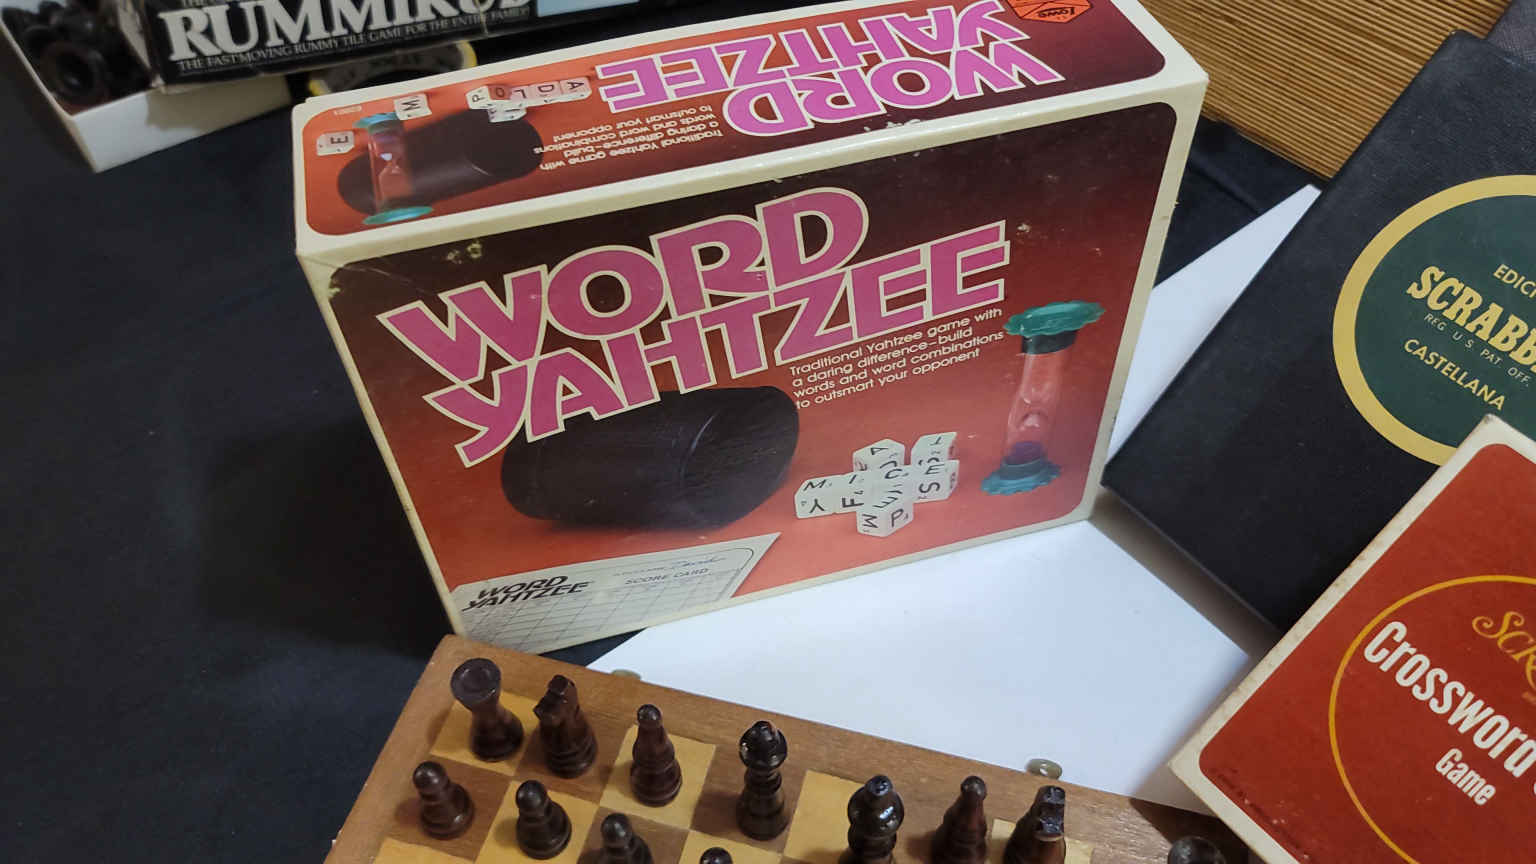 RUMMIKUB
THE FAST MOVING RUMMY TILE GAME FOR THE ENTIRE FAMILY
Lowe
WORD
YAHTZEE
Traditional Yahtzee game with
a daring difference-build
words and word combinations
to outsmart your opponent
E
M
P
O
L
D
A
WORD
YAHTZEE
Traditional Yahtzee game with
a daring difference-build
words and word combinations
to outsmart your opponent
M
Y
F
W
P
S
WORD
YAHTZEE
SCORE CARD
SCRABB
REG U S PAT. OFF.
CASTELLANA
Crossword
Game